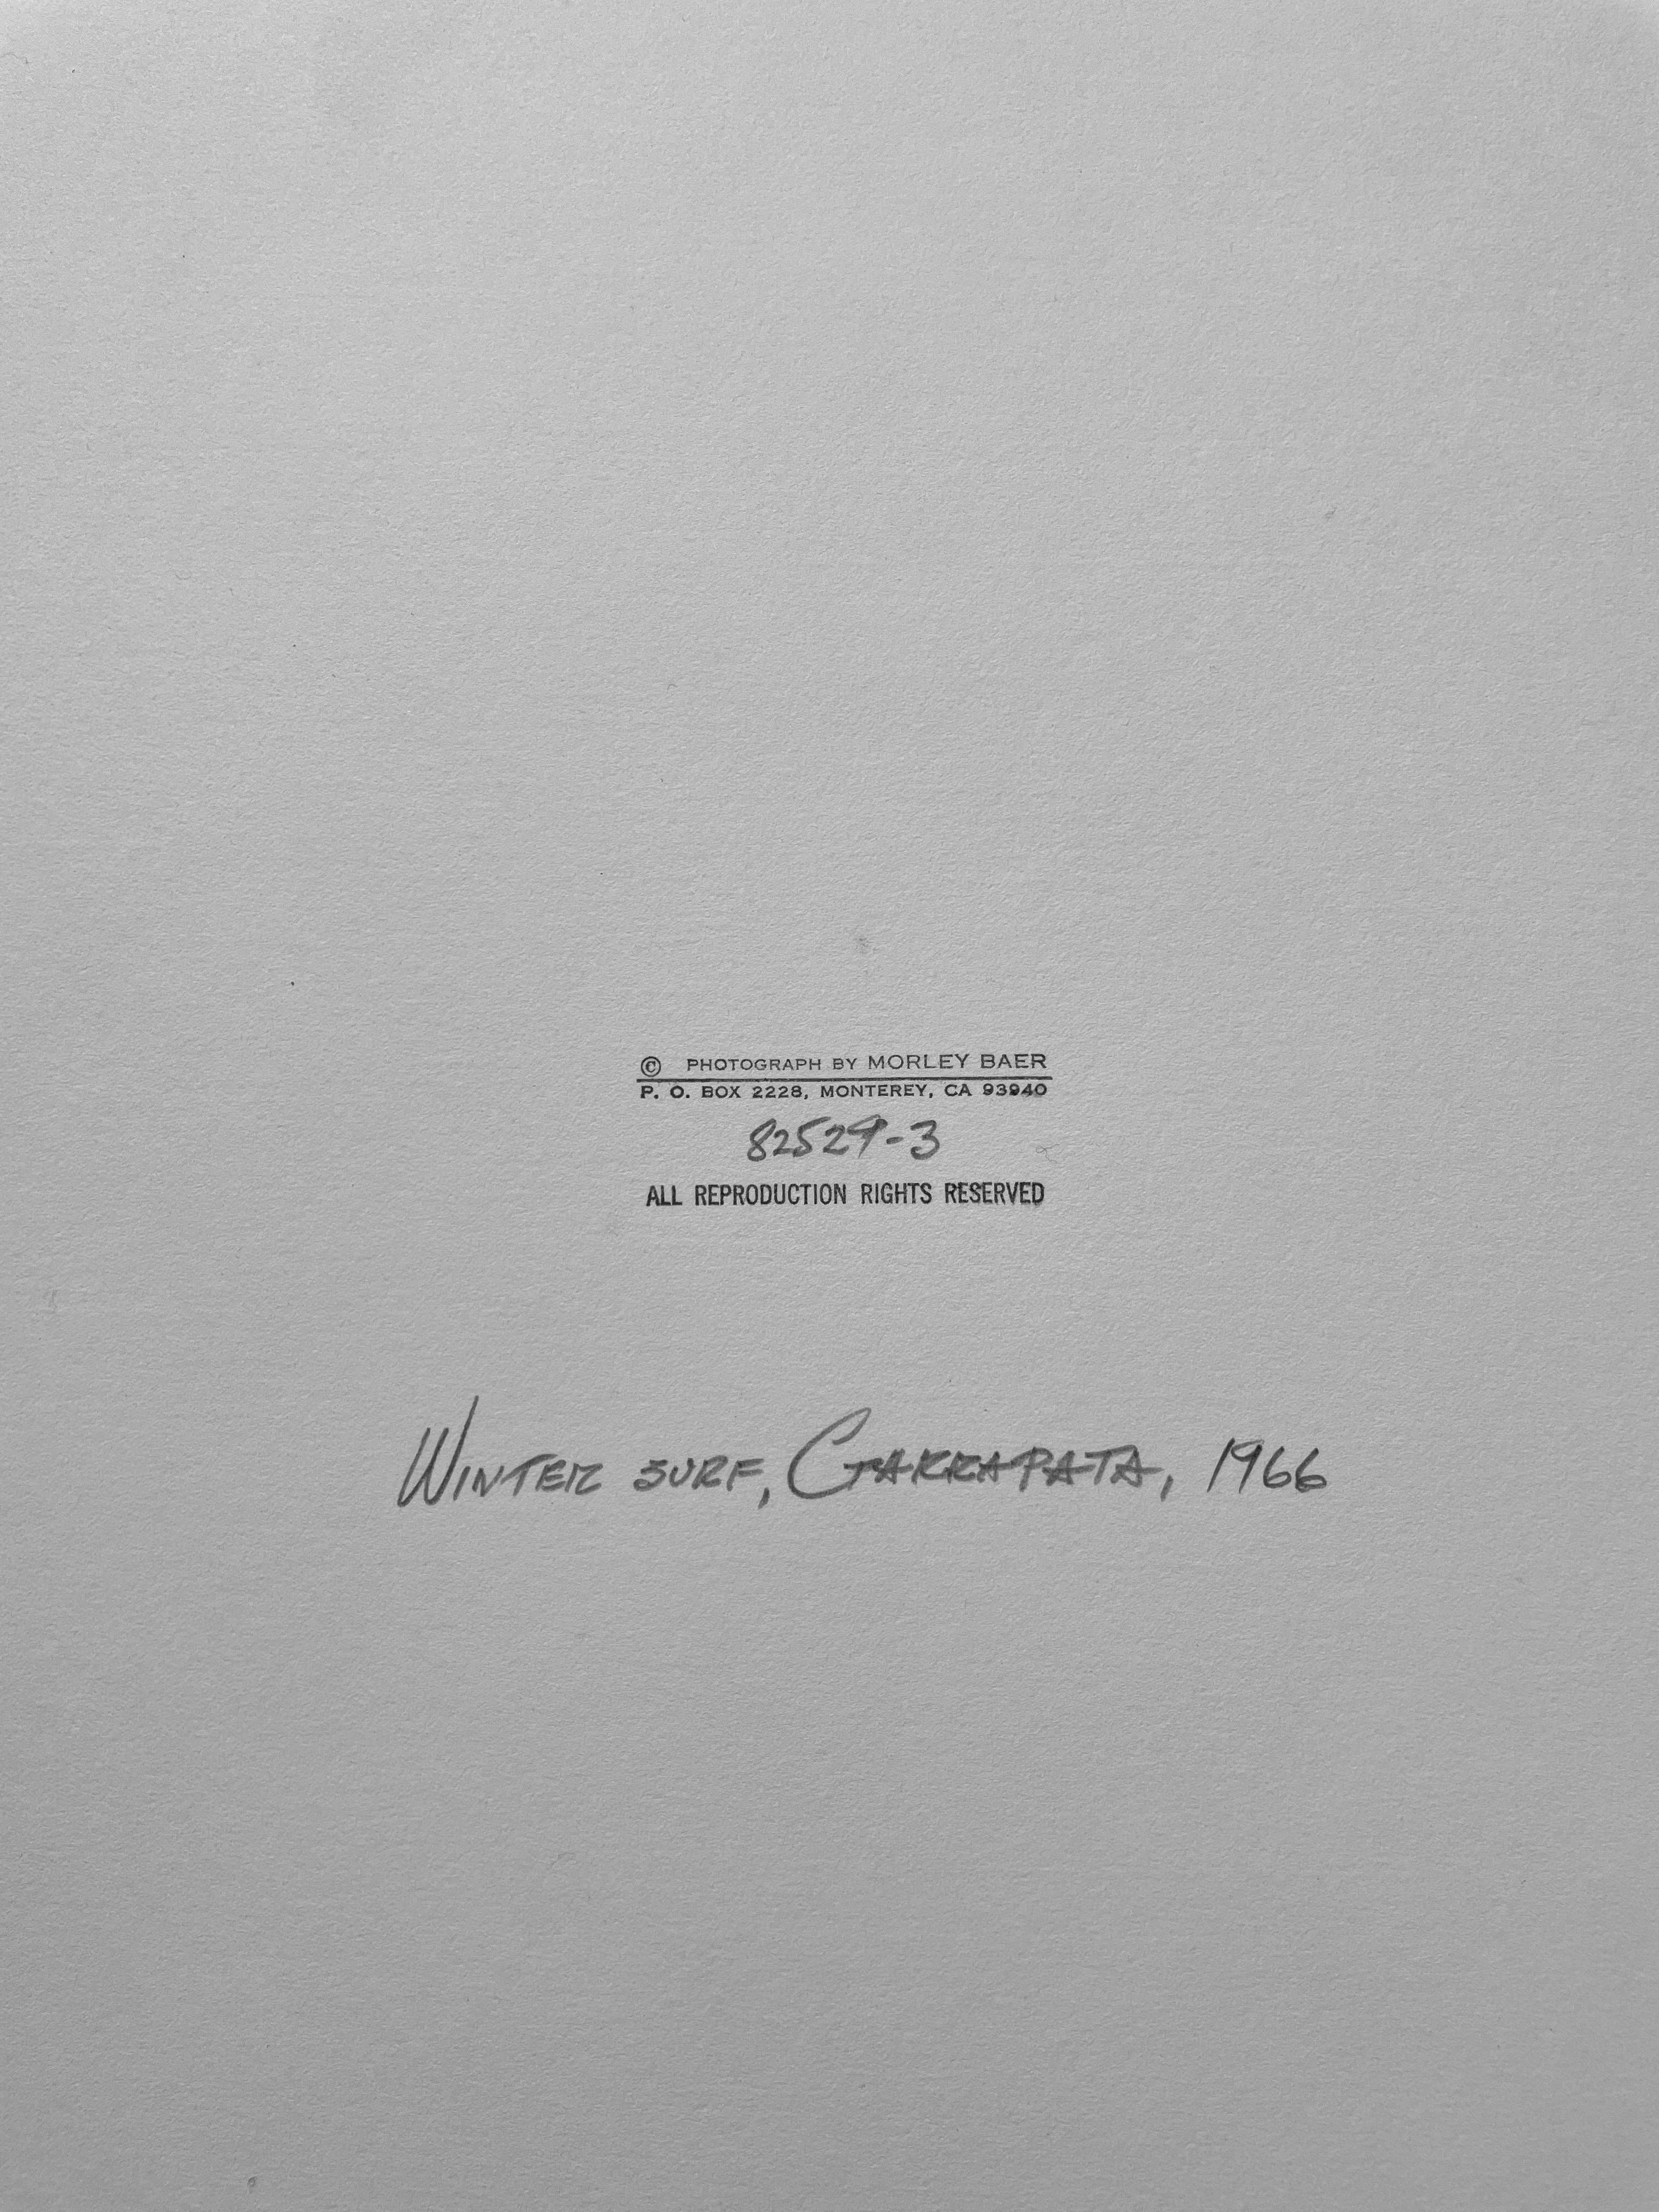 © PHOTOGRAPH BY MORLEY BAER
P. O. BOX 2228, MONTEREY, CA 93940
82529-3
ALL REPRODUCTION RIGHTS RESERVED
WINTER SURF, GARRAPATA, 1966